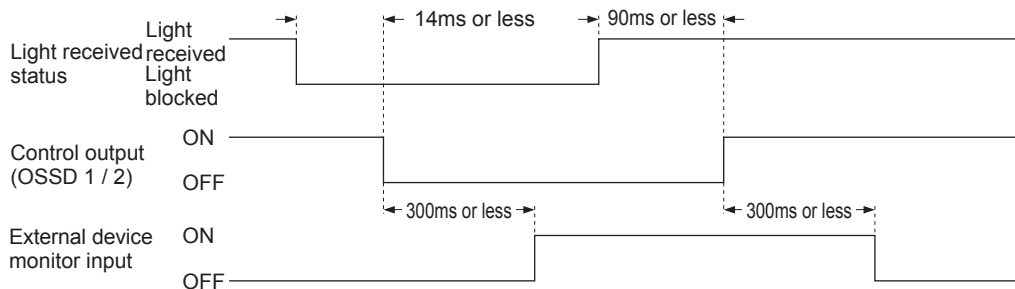 14ms or less
90ms or less
Light received status
Light received
Light blocked
Control output (OSSD 1 / 2)
ON
OFF
300ms or less
300ms or less
External device monitor input
ON
OFF